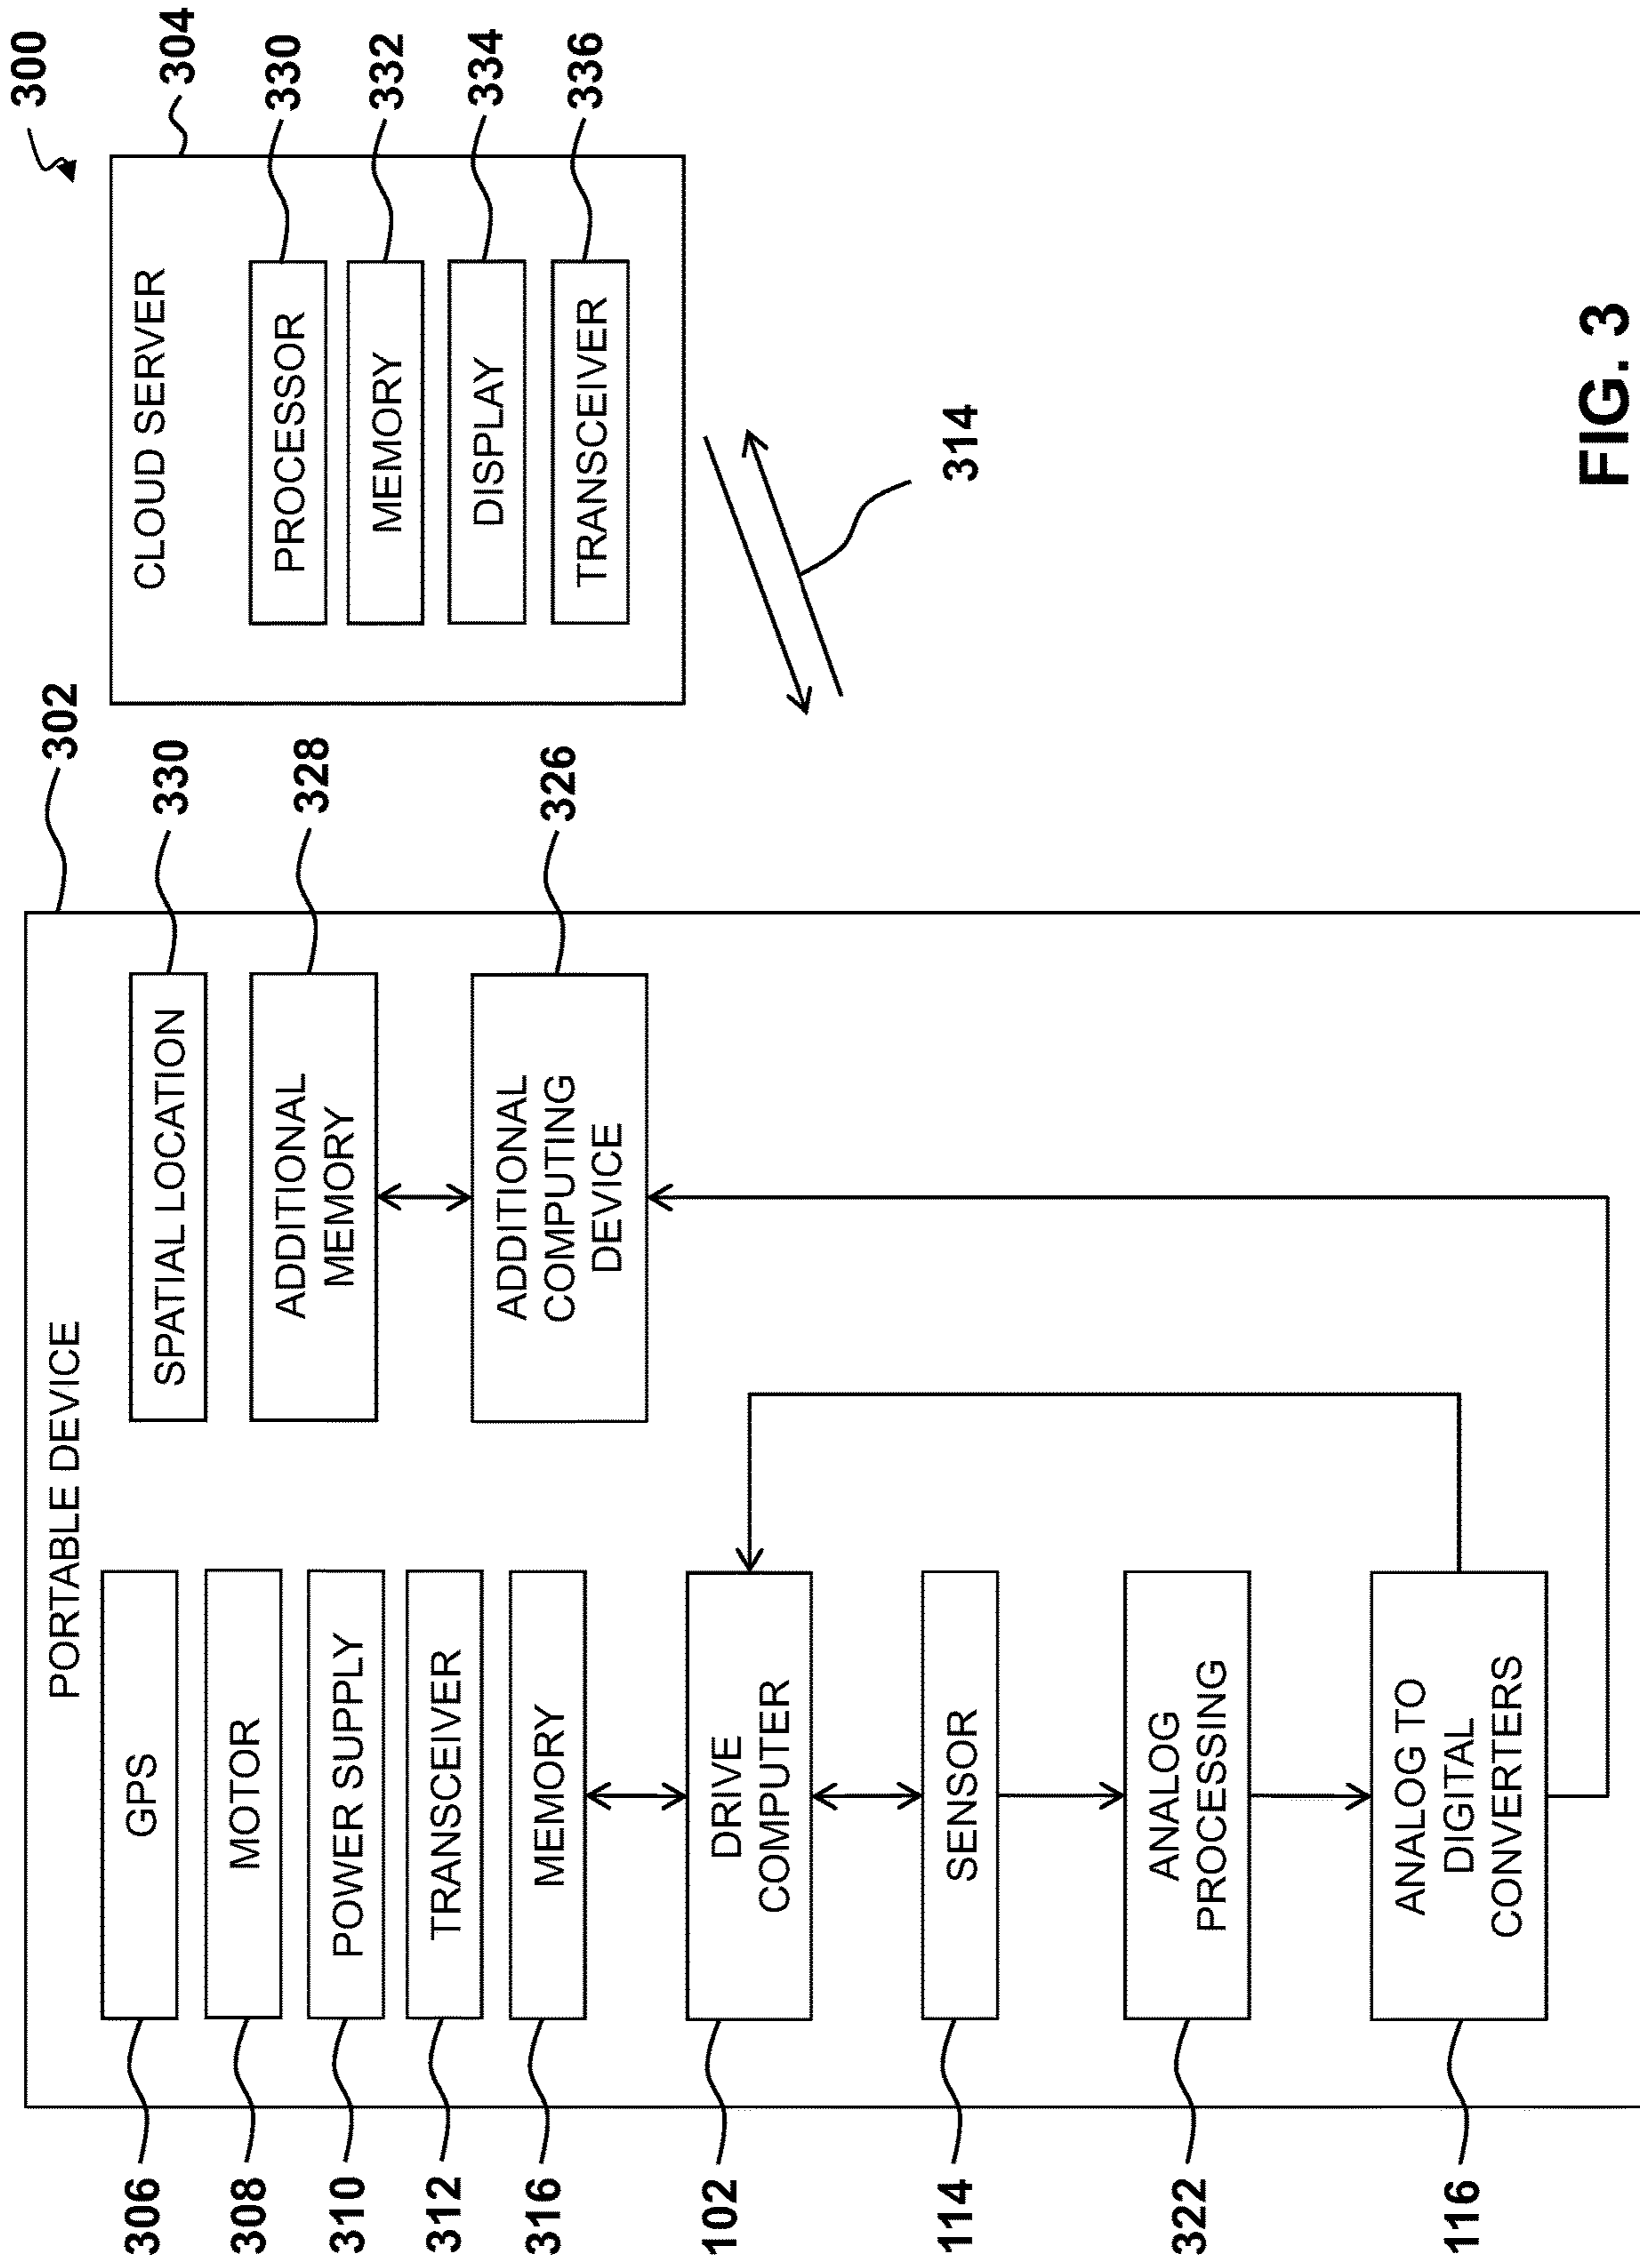 300
PORTABLE DEVICE
302
CLOUD SERVER
304
306
GPS
SPATIAL LOCATION
330
308
MOTOR
ADDITIONAL
MEMORY
328
310
POWER SUPPLY
312
TRANSCEIVER
316
MEMORY
ADDITIONAL
COMPUTING
DEVICE
326
PROCESSOR
330
MEMORY
332
DISPLAY
334
TRANSCEIVER
336
102
DRIVE
COMPUTER
314
114
SENSOR
322
ANALOG
PROCESSING
116
ANALOG TO
DIGITAL
CONVERTERS
FIG. 3